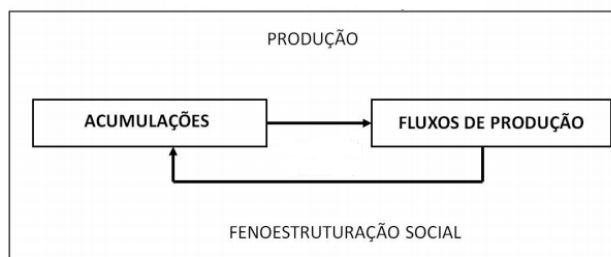 PRODUÇÃO
ACUMULAÇÕES
FLUXOS DE PRODUÇÃO
FENOESTRUTURAÇÃO SOCIAL